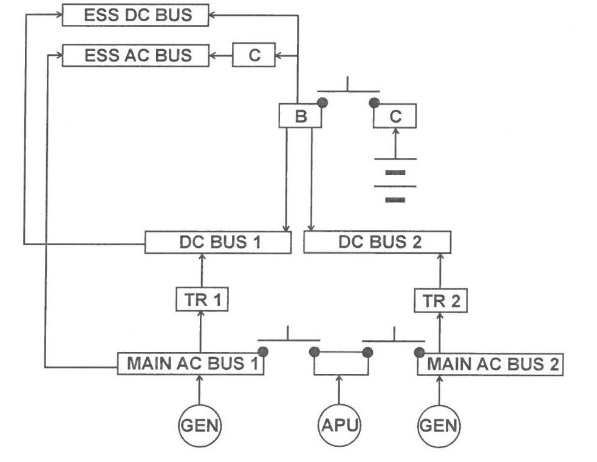 ESS DC BUS
ESS AC BUS
C
B
C
DC BUS 1
DC BUS 2
TR 1
TR 2
MAIN AC BUS 1
MAIN AC BUS 2
GEN
APU
GEN